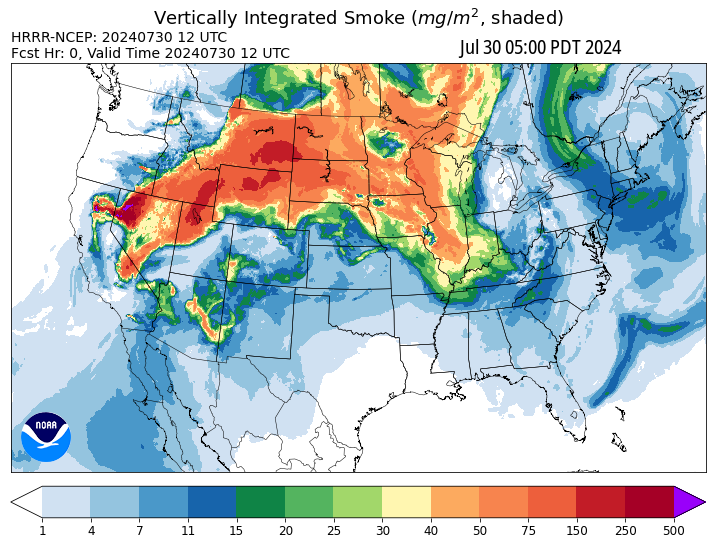 Vertically Integrated Smoke (mg/m², shaded)
HRRR-NCEP: 20240730 12 UTC
Fcst Hr: 0, Valid Time 20240730 12 UTC
Jul 30 05:00 PDT 2024
NOAA
1 4 7 11 15 20 25 30 40 50 75 150 250 500